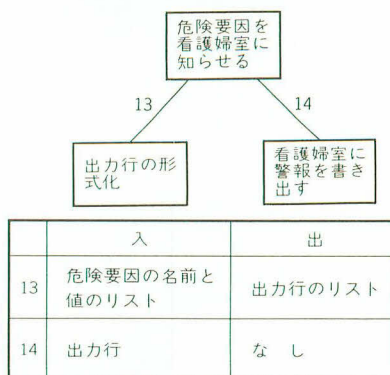 危険要因を
看護婦室に
知らせる
13
14
出力行の形
式化
看護婦室に
警報を書き
出す
入
出
13
危険要因の名前と
値のリスト
出力行のリスト
14
出力行
なし